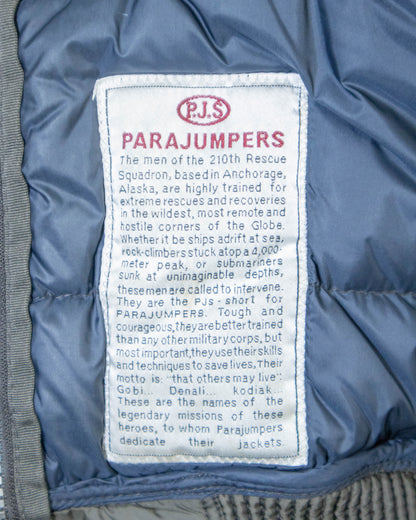 P.J.S
PARAJUMPERS
The men of the 210th Rescue
Squadron, based in Anchorage,
Alaska, are highly trained for
extreme rescues and recoveries
in the wildest, most remote and
hostile corners of the Globe.
Whether it be ships adrift at sea,
rock-climbers stuck atop a 4,000-
meter peak, or submariners
sunk at unimaginable depths,
these men are called to intervene.
They are the PJs - short for
PARAJUMPERS. Tough and
courageous, they are better trained
than any other military corps, but
most important, they use their skills
and techniques to save lives. Their
motto is: "that others may live".
Gobi... Denali... kodiak...
These are the names of the
legendary missions of these
heroes, to whom Parajumpers
dedicate their jackets.